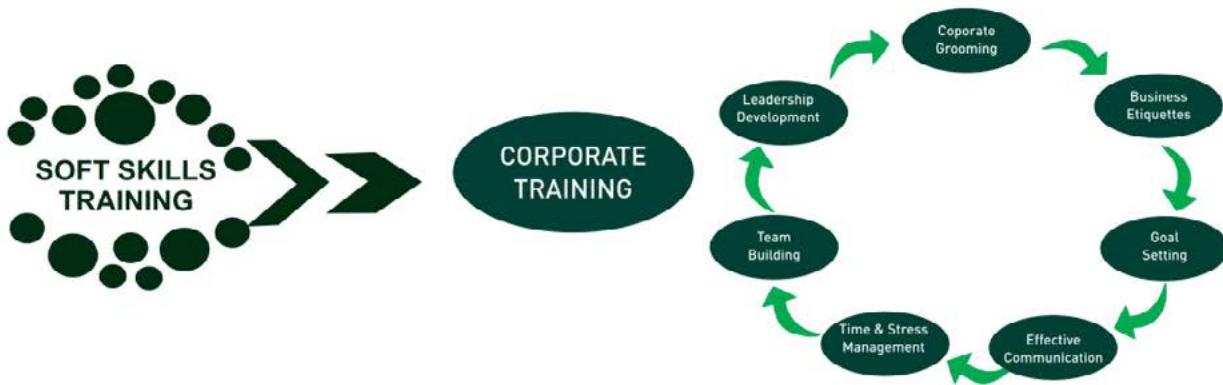 SOFT SKILLS
TRAINING
CORPORATE
TRAINING
Coporate
Grooming
Business
Etiquettes
Goal
Setting
Effective
Communication
Time & Stress
Management
Team
Building
Leadership
Development